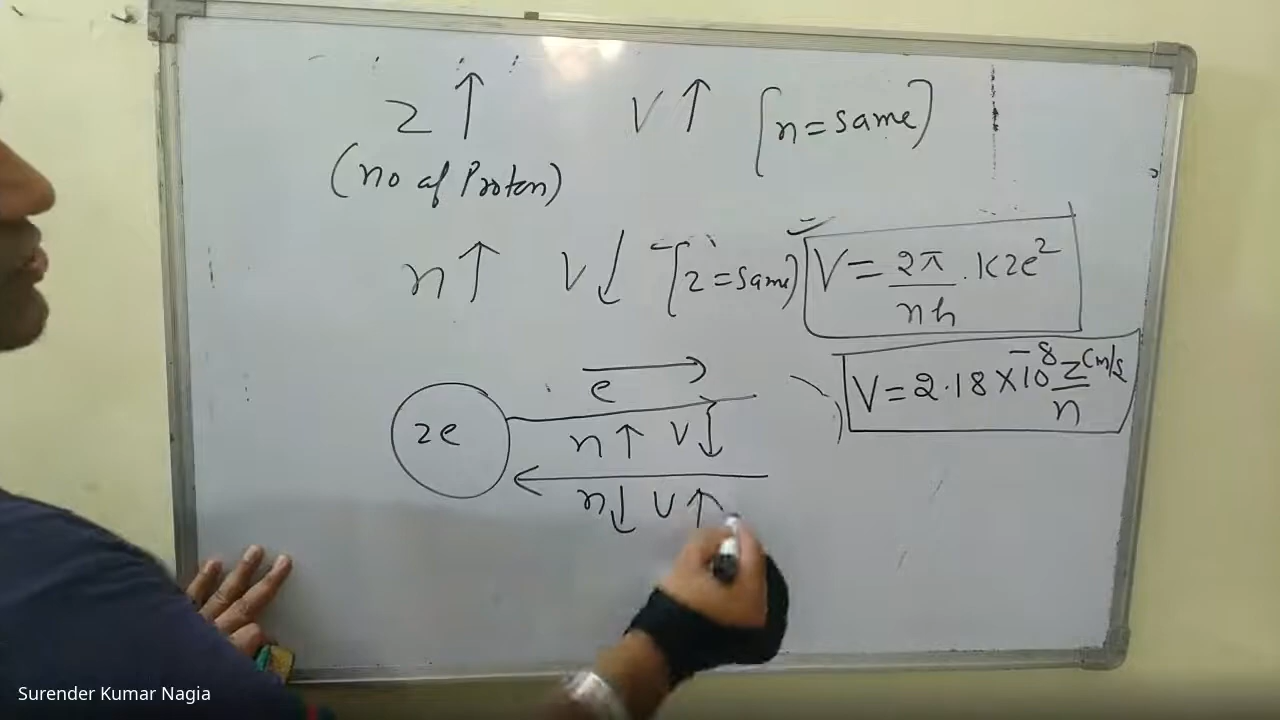 Z ↑ V ↑ [n = same]
(no of Proton)
n ↑ V ↓ [Z = same]
V = 2π/nh . KZe²
V = 2.18 × 10⁻⁸ Z/n cm/s
e →
Ze
n ↑ V ↓
n ↓ V ↑
Surender Kumar Nagia